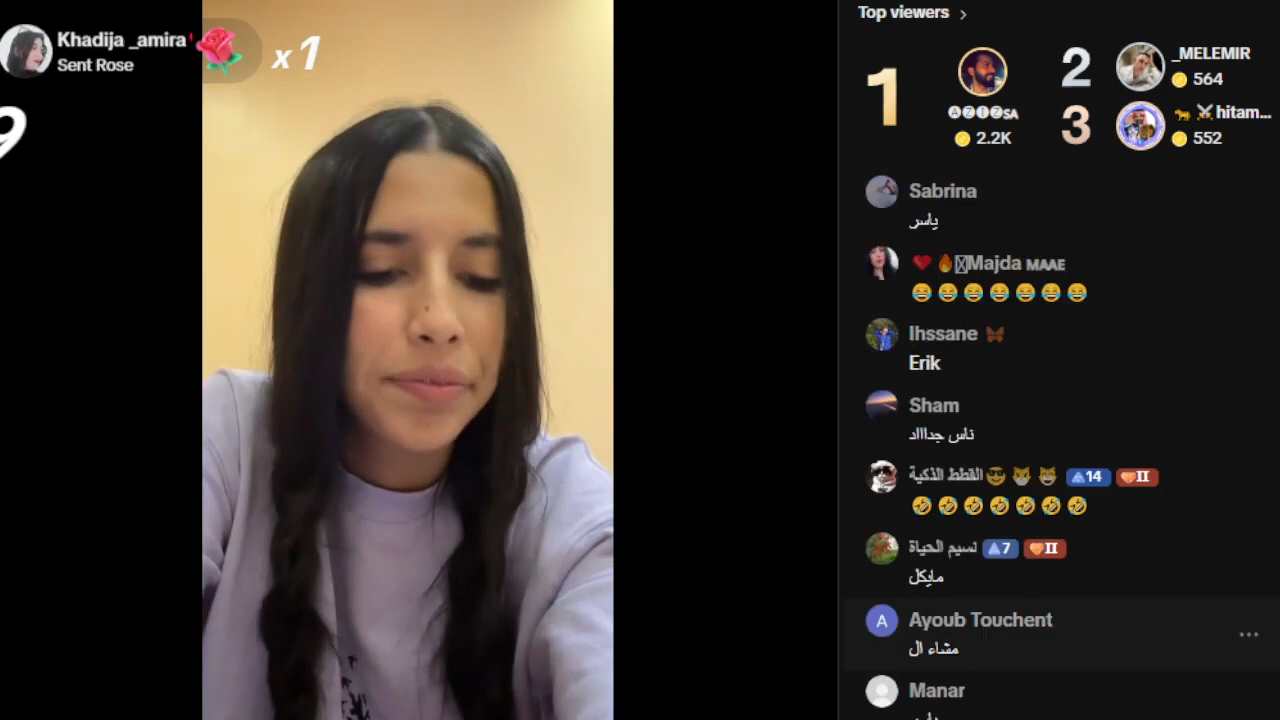 Khadija _amira
Sent Rose
x1
9
Top viewers
1
🅐🅩🅘🅩SA
2.2K
2
_MELEMIR
564
3
hitam...
552
Sabrina
ياسر
Majda MAAE
Ihssane
Erik
Sham
ناس جداااد
القطط الذكية
14
II
نسيم الحياة
7
II
مايكل
A
Ayoub Touchent
مشاء ال
Manar